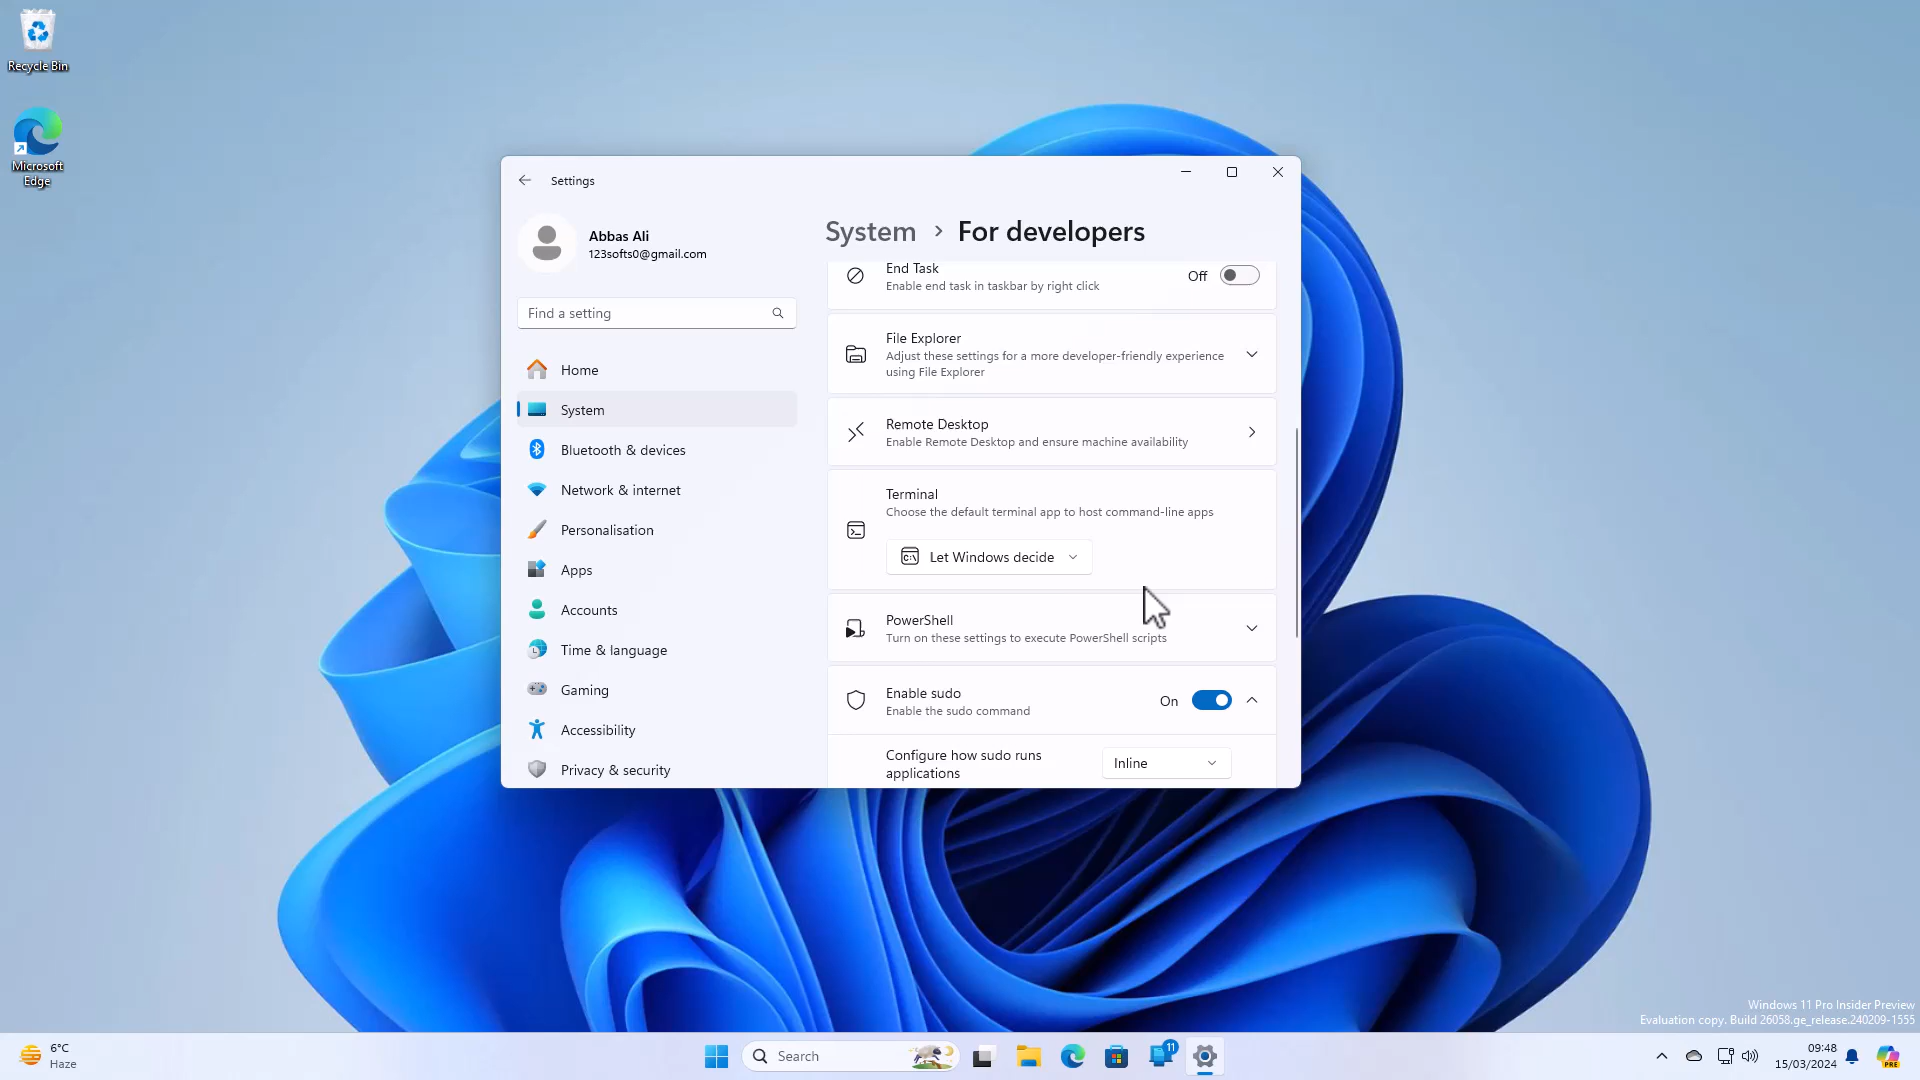 Recycle Bin
Microsoft
Edge
Settings
Abbas Ali
123softs0@gmail.com
Find a setting
Home
System
Bluetooth & devices
Network & internet
Personalisation
Apps
Accounts
Time & language
Gaming
Accessibility
Privacy & security
System > For developers
End Task
Enable end task in taskbar by right click
Off
File Explorer
Adjust these settings for a more developer-friendly experience
using File Explorer
Remote Desktop
Enable Remote Desktop and ensure machine availability
Terminal
Choose the default terminal app to host command-line apps
Let Windows decide
PowerShell
Turn on these settings to execute PowerShell scripts
Enable sudo
Enable the sudo command
On
Configure how sudo runs
applications
Inline
Windows 11 Pro Insider Preview
Evaluation copy. Build 26058.ge_release.240209-1555
6°C
Haze
Search
11
09:48
15/03/2024
PRE